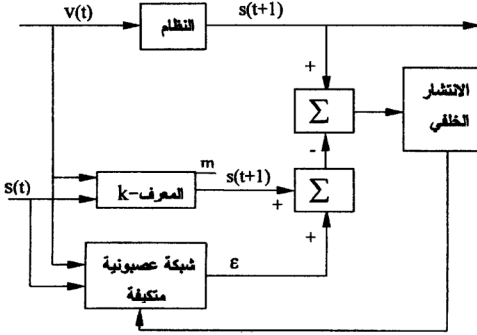 v(t)
النظام
s(t+1)
+
Σ
الانتشار
الخلفي
-
m
s(t)
المعرف-k
s(t+1)
+
Σ
+
شبكة عصبونية
متكيفة
ε